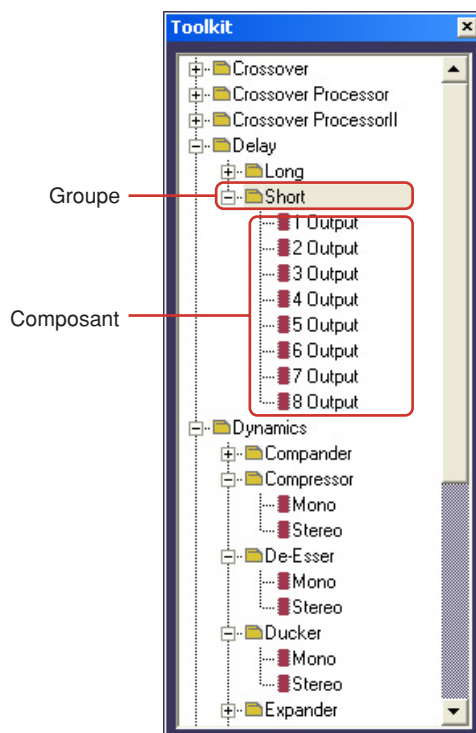 Toolkit
Crossover
Crossover Processor
Crossover ProcessorII
Delay
Long
Groupe
Short
1 Output
2 Output
3 Output
4 Output
Composant
5 Output
6 Output
7 Output
8 Output
Dynamics
Compander
Compressor
Mono
Stereo
De-Esser
Mono
Stereo
Ducker
Mono
Stereo
Expander